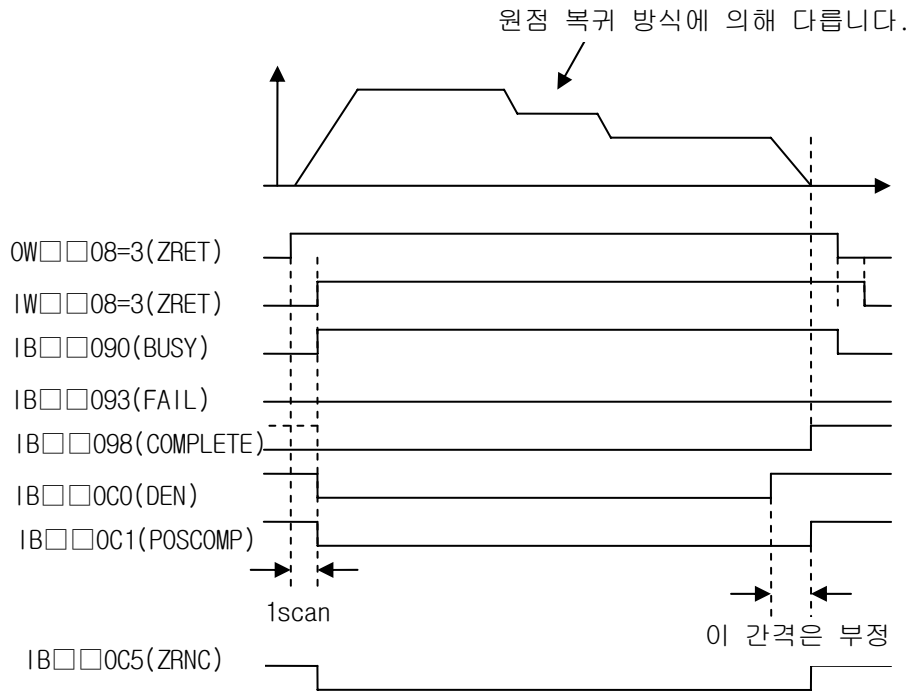 원점 복귀 방식에 의해 다릅니다.
OW□□08=3(ZRET)
IW□□08=3(ZRET)
IB□□090(BUSY)
IB□□093(FAIL)
IB□□098(COMPLETE)
IB□□0C0(DEN)
IB□□0C1(POSCOMP)
1scan
이 간격은 부정
IB□□0C5(ZRNC)